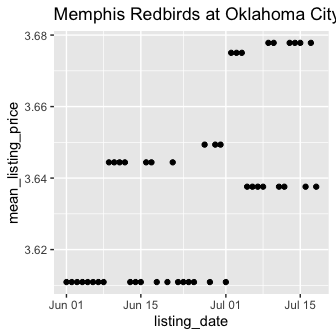 Memphis Redbirds at Oklahoma City
3.68
3.66
3.64
3.62
mean_listing_price
Jun 01 Jun 15 Jul 01 Jul 15
listing_date